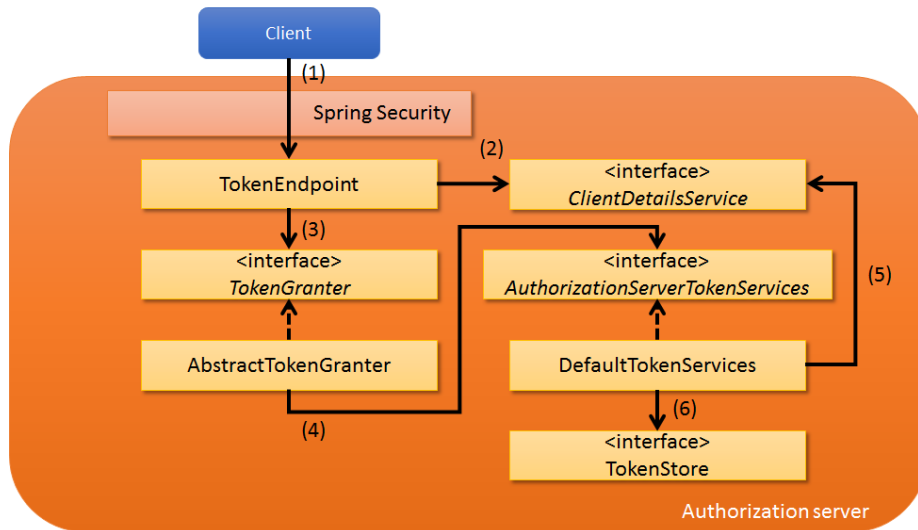 Client
(1)
Spring Security
(2)
TokenEndpoint
<interface>
ClientDetailsService
(3)
<interface>
TokenGranter
<interface>
AuthorizationServerTokenServices
(5)
AbstractTokenGranter
DefaultTokenServices
(4)
(6)
<interface>
TokenStore
Authorization server